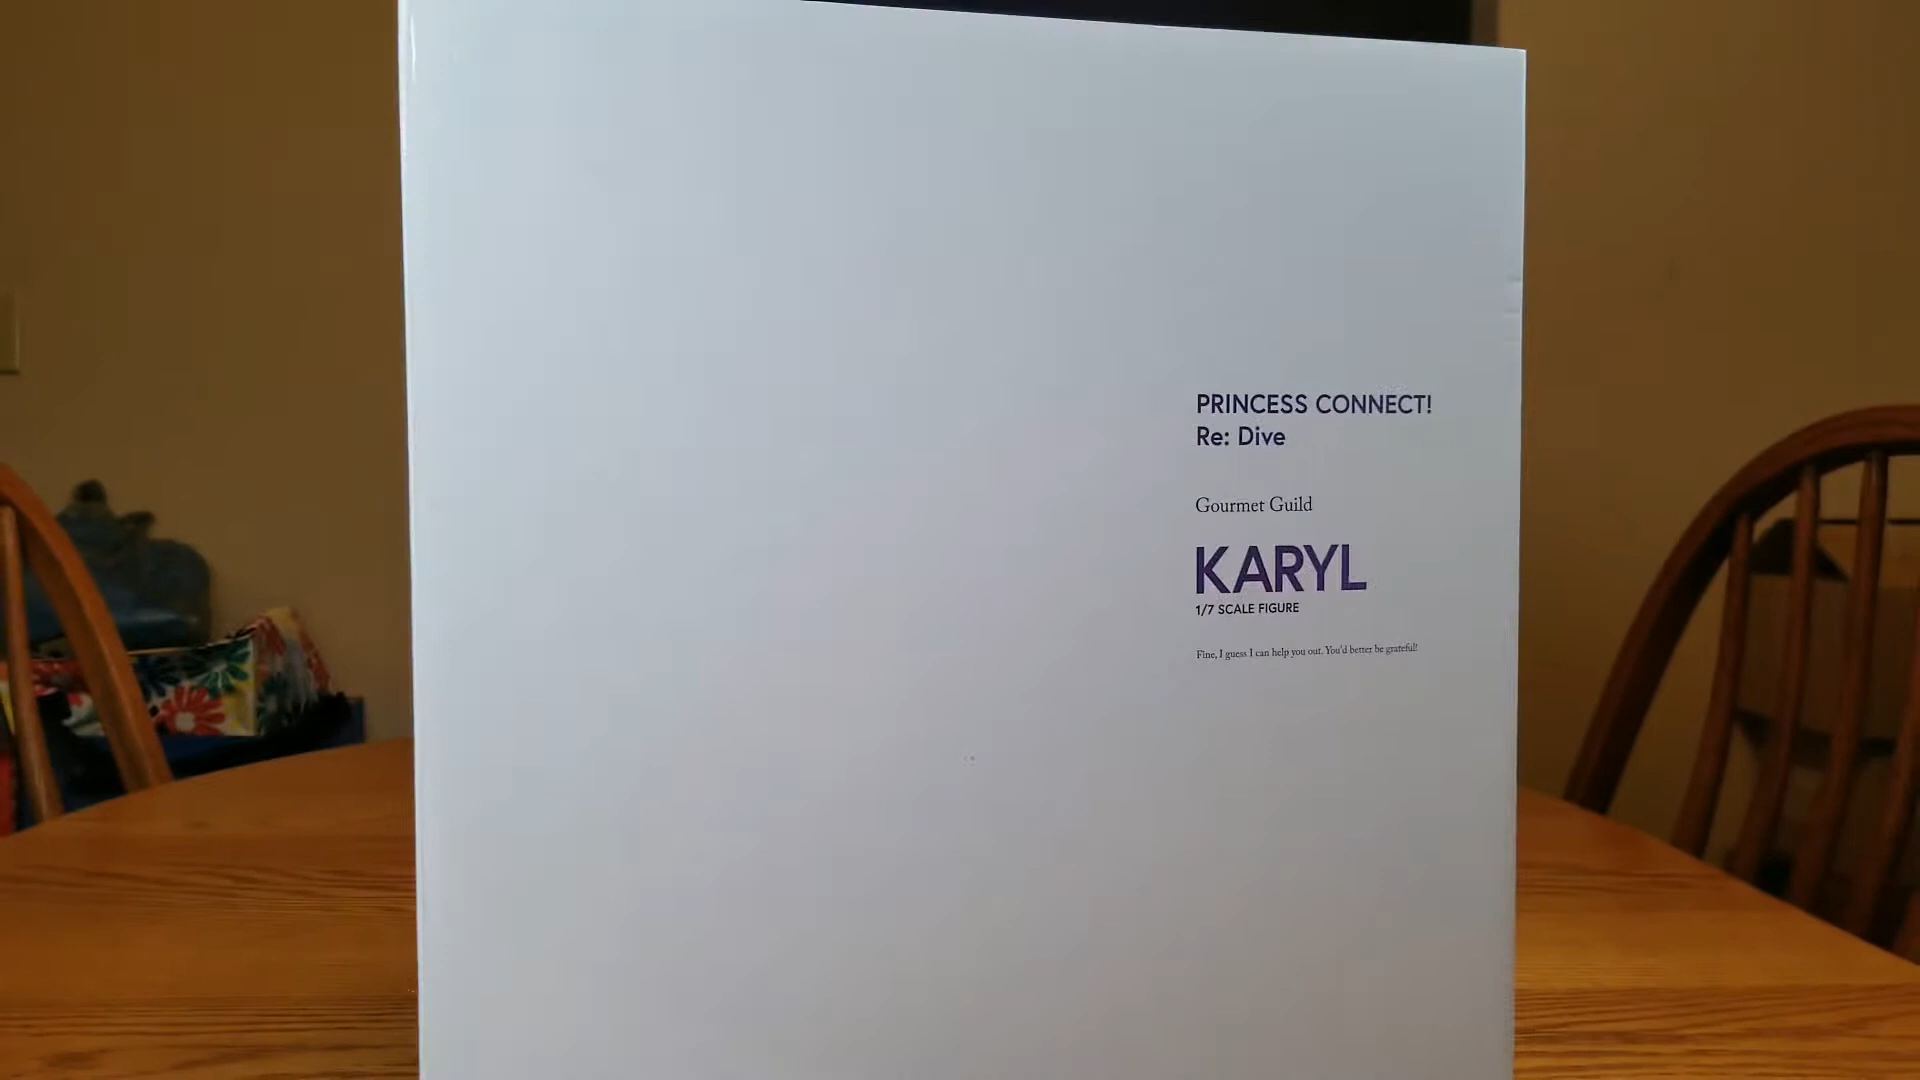 PRINCESS CONNECT!
Re: Dive
Gourmet Guild
KARYL
1/7 SCALE FIGURE
Fine, I guess I can help you out. You'd better be grateful!